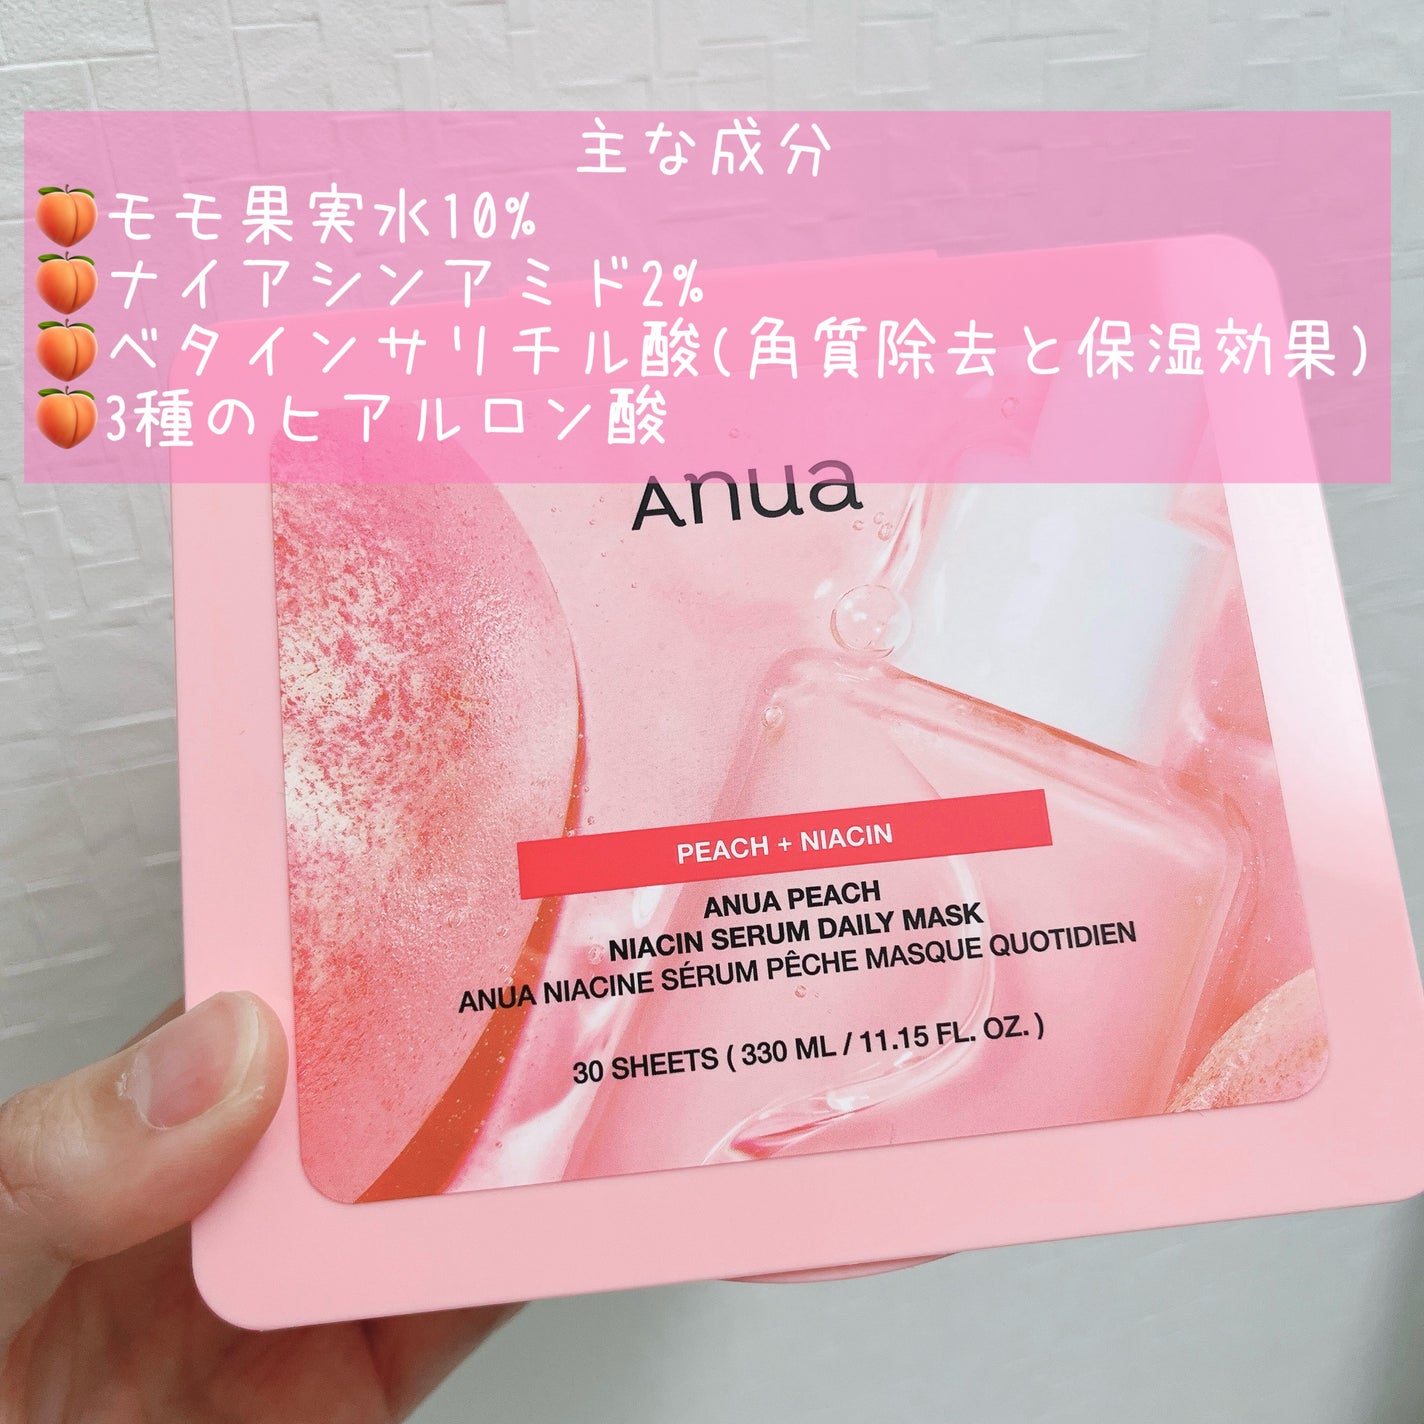 主な成分
🍑モモ果実水10%
🍑ナイアシンアミド2%
🍑ベタインサリチル酸(角質除去と保湿効果)
🍑3種のヒアルロン酸
Anua
PEACH + NIACIN
ANUA PEACH
NIACIN SERUM DAILY MASK
ANUA NIACINE SÉRUM PÊCHE MASQUE QUOTIDIEN
30 SHEETS ( 330 ML / 11.15 FL. OZ. )